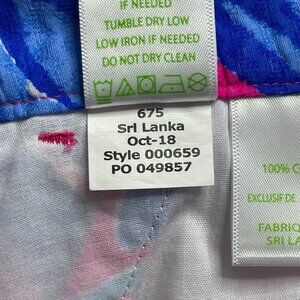 IF NEEDED
TUMBLE DRY LOW
LOW IRON IF NEEDED
DO NOT DRY CLEAN
675
Sri Lanka
Oct-18
Style 000659
PO 049857
100% C
EXCLUSIF DE
FABRIQ
SRI LA